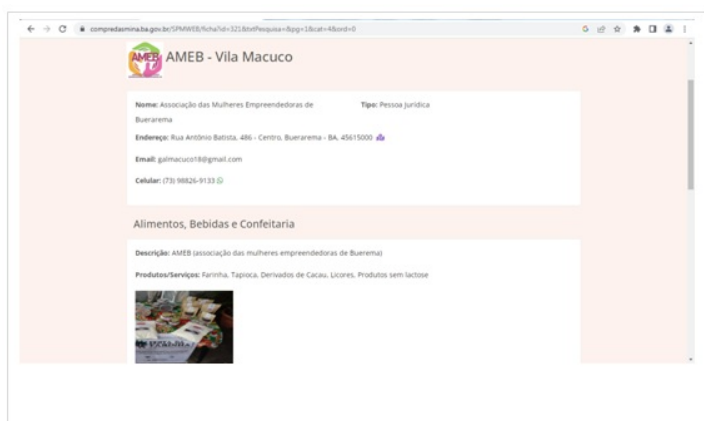 compredasmina.ba.gov.br/SPMWEB/ficha?id=321&txtPesquisa=&pg=1&cat=4&ord=0
AMEB AMEB - Vila Macuco
Nome: Associação das Mulheres Empreendedoras de Buerarema
Tipo: Pessoa Jurídica
Endereço: Rua Antônio Batista, 486 - Centro, Buerarema - BA, 45615000
Email: galmacuco18@gmail.com
Celular: (73) 98826-9133
Alimentos, Bebidas e Confeitaria
Descrição: AMEB (associação das mulheres empreendedoras de Buerema)
Produtos/Serviços: Farinha, Tapioca, Derivados de Cacau, Licores, Produtos sem lactose